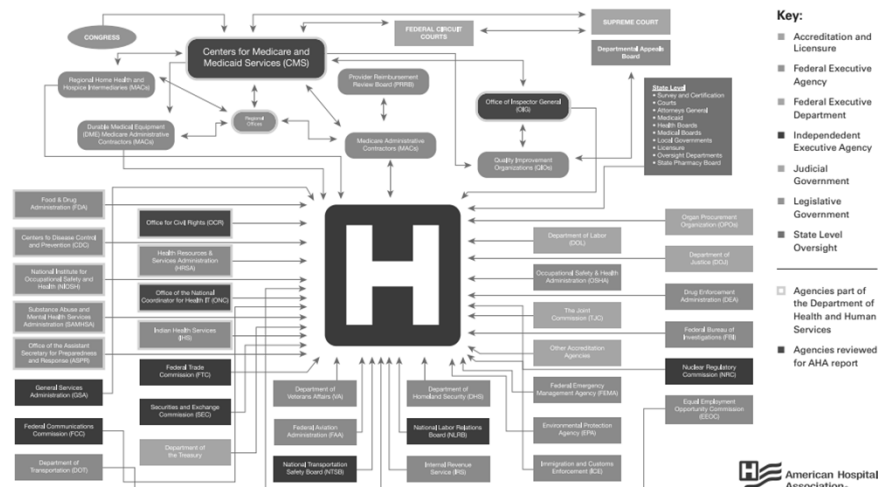 CONGRESS
FEDERAL CIRCUIT
COURTS
SUPREME COURT
Centers for Medicare and
Medicaid Services (CMS)
Departmental Appeals
Board
Regional Home Health and
Hospice Intermediaries (MACs)
Provider Reimbursement
Review Board (PRRB)
Office of Inspector General
(OIG)
State Level
• Survey and Certification
• Courts
• Attorneys General
• Medicaid
• Health Boards
• Medical Boards
• Local Governments
• Licensure
• Oversight Departments
• State Pharmacy Board
Regional
Offices
Durable Medical Equipment
(DME) Medicare Administrative
Contractors (MACs)
Medicare Administrative
Contractors (MACs)
Quality Improvement
Organizations (QIOs)
Food & Drug
Administration (FDA)
Centers fo Disease Control
and Prevention (CDC)
National Institute for
Occupational Safety and
Health (NIOSH)
Substance Abuse and
Mental Health Services
Administration (SAMHSA)
Office of the Assistant
Secretary for Preparedness
and Response (ASPR)
General Services
Administration (GSA)
Federal Communications
Commission (FCC)
Department of
Transportation (DOT)
Office for Civil Rights (OCR)
Health Resources &
Services Administration
(HRSA)
Office of the National
Coordinator for Health IT (ONC)
Indian Health Services
(IHS)
Federal Trade
Commission (FTC)
Securities and Exchange
Commission (SEC)
Department of
the Treasury
H
Department of
Veterans Affairs (VA)
Federal Aviation
Administration (FAA)
National Transportation
Safety Board (NTSB)
Department of
Homeland Security (DHS)
National Labor Relations
Board (NLRB)
Internal Revenue
Service (IRS)
Department of Labor
(DOL)
Occupational Safety & Health
Administration (OSHA)
The Joint
Commission (TJC)
Other Accreditation
Agencies
Federal Emergency
Management Agency (FEMA)
Environmental Protection
Agency (EPA)
Immigration and Customs
Enforcement (ICE)
Organ Procurement
Organization (OPOs)
Department of
Justice (DOJ)
Drug Enforcement
Administration (DEA)
Federal Bureau of
Investigations (FBI)
Nuclear Regulatory
Commission (NRC)
Equal Employment
Opportunity Commission
(EEOC)
Key:
Accreditation and
Licensure
Federal Executive
Agency
Federal Executive
Department
Independedent
Executive Agency
Judicial
Government
Legislative
Government
State Level
Oversight
Agencies part of
the Department of
Health and Human
Services
Agencies reviewed
for AHA report
American Hospital
Association